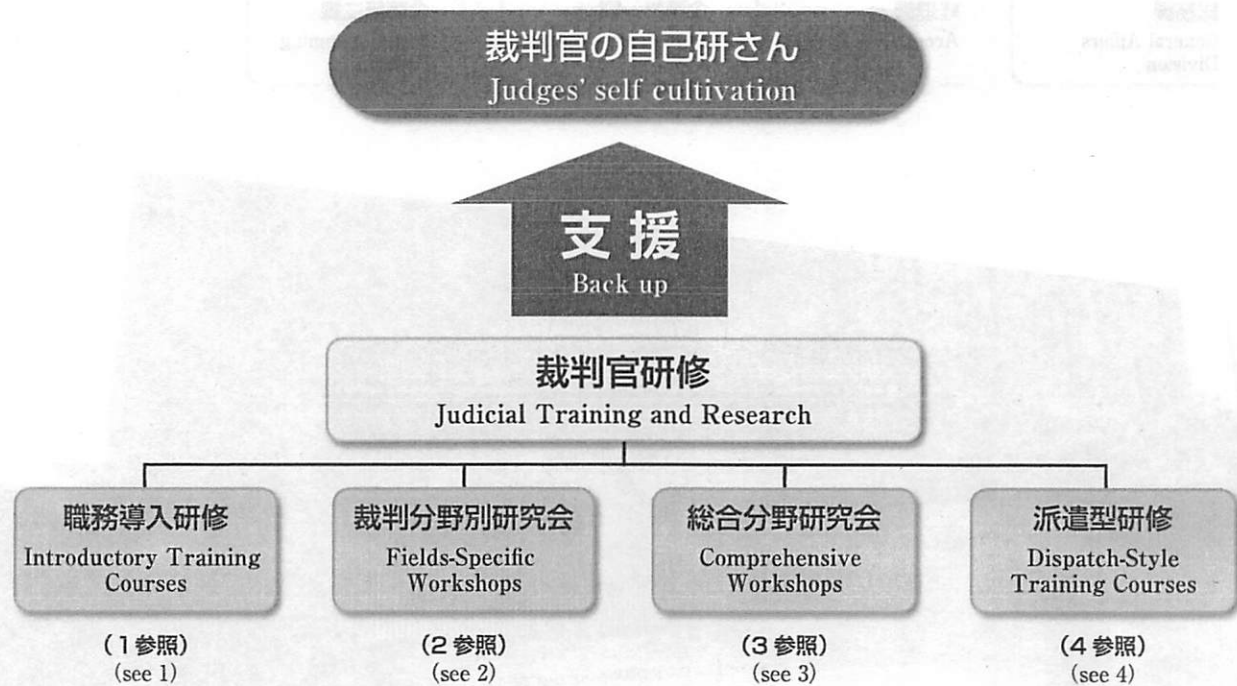 裁判官の自己研さん
Judges' self cultivation
支援
Back up
裁判官研修
Judicial Training and Research
職務導入研修
Introductory Training
Courses
(1参照)
(see 1)
裁判分野別研究会
Fields-Specific
Workshops
(2参照)
(see 2)
総合分野研究会
Comprehensive
Workshops
(3参照)
(see 3)
派遣型研修
Dispatch-Style
Training Courses
(4参照)
(see 4)